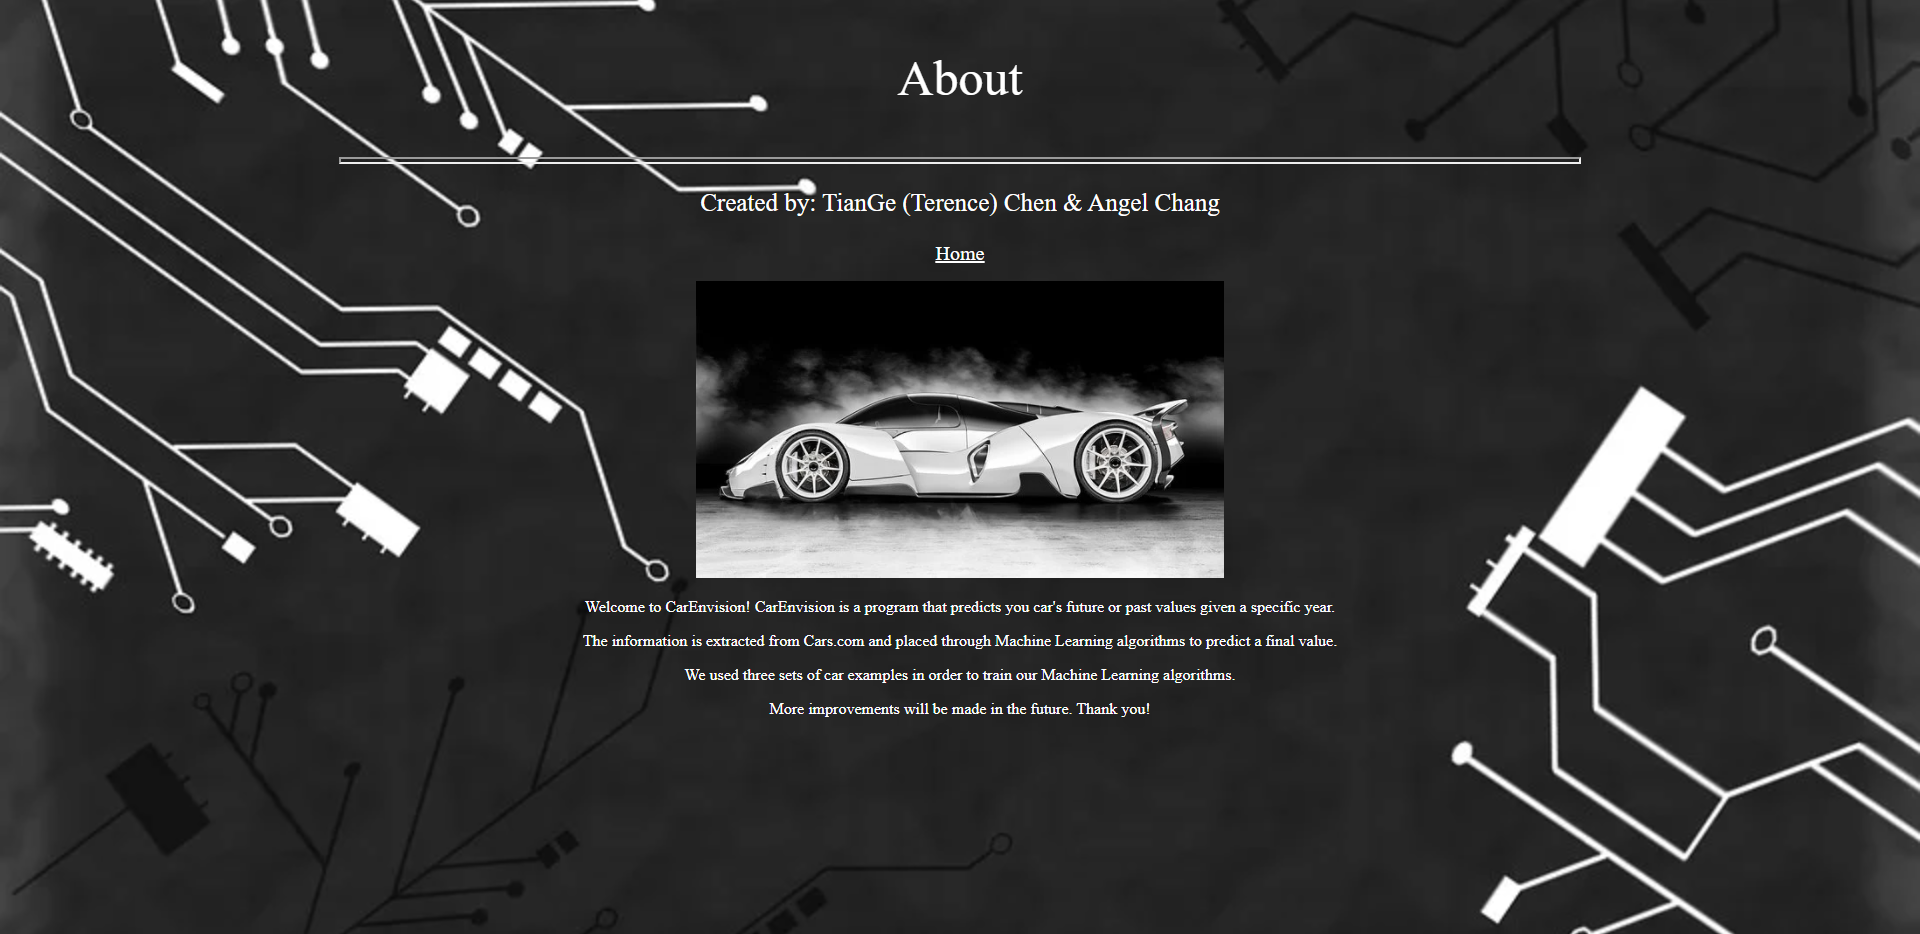 About
Created by: TianGe (Terence) Chen & Angel Chang
Home
Welcome to CarEnvision! CarEnvision is a program that predicts you car's future or past values given a specific year.
The information is extracted from Cars.com and placed through Machine Learning algorithms to predict a final value.
We used three sets of car examples in order to train our Machine Learning algorithms.
More improvements will be made in the future. Thank you!